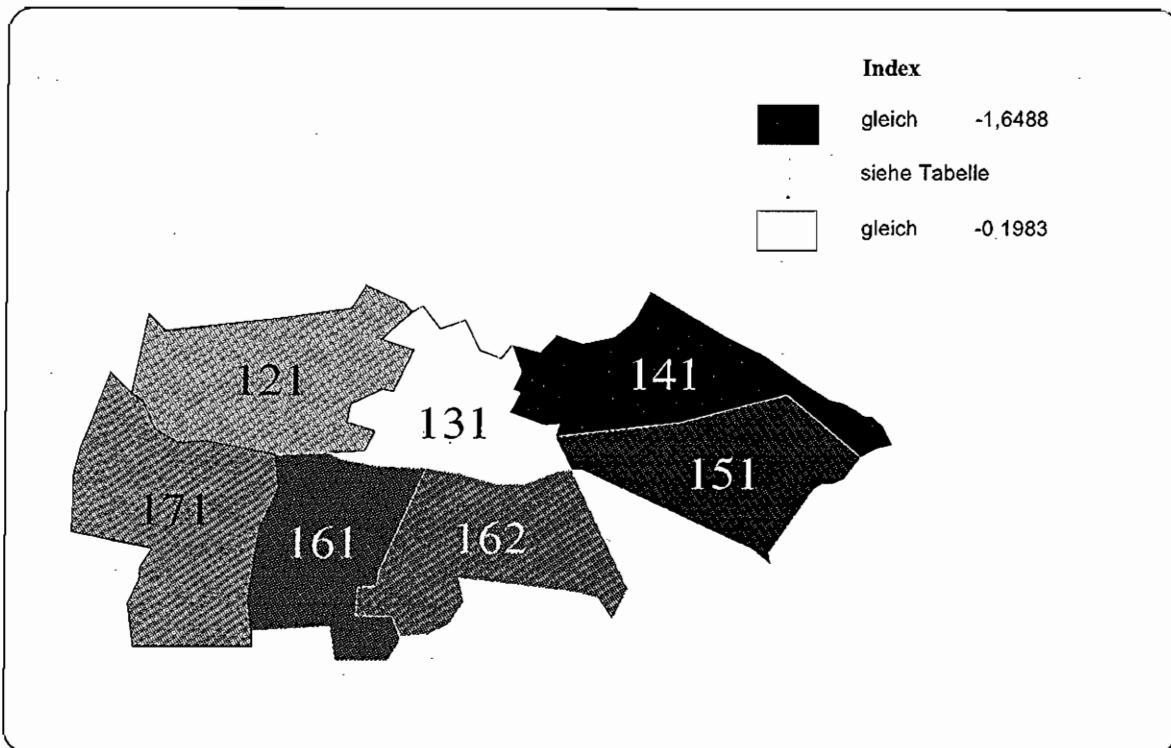 Index
gleich -1,6488
siehe Tabelle
gleich -0,1983
121
141
131
151
171
161
162